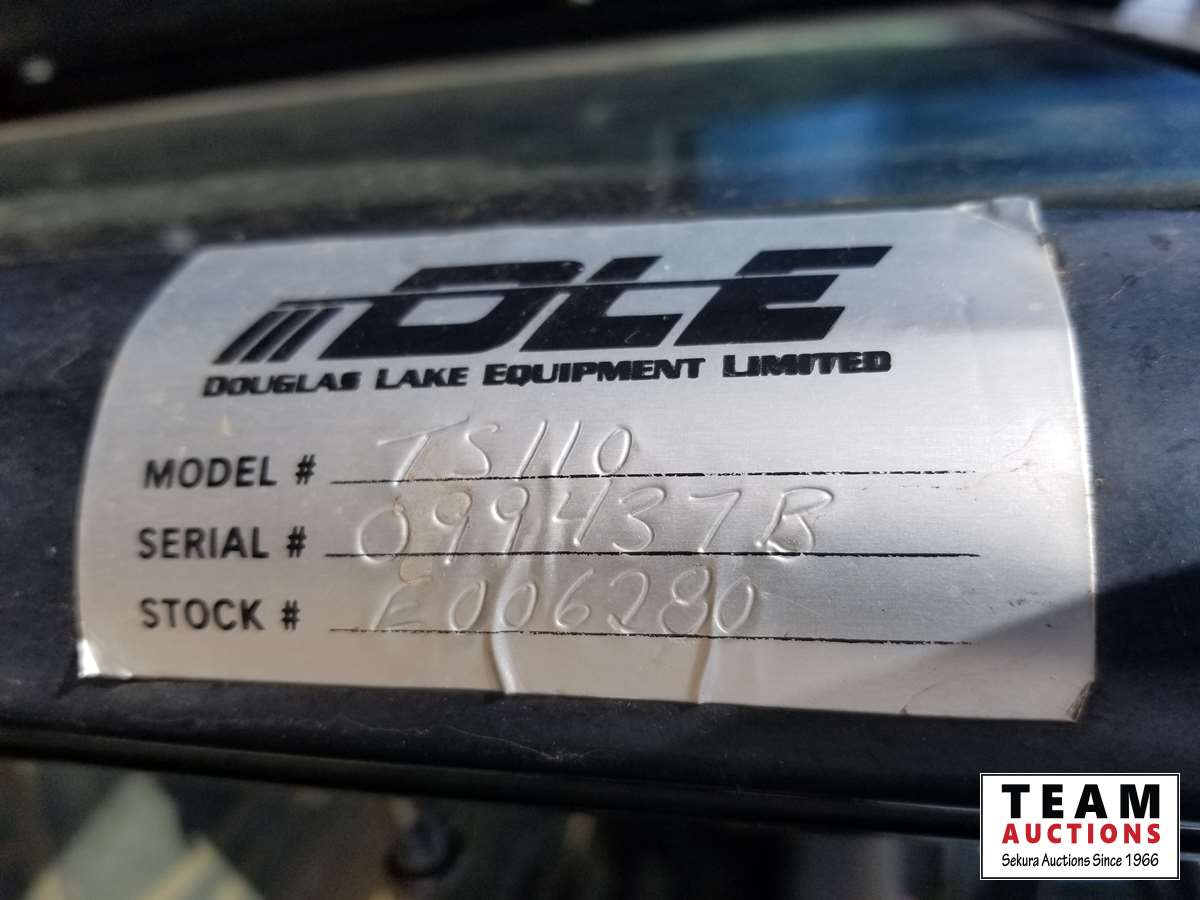 DLE
DOUGLAS LAKE EQUIPMENT LIMITED
MODEL # TS110
SERIAL # 099437B
STOCK # E006280
TEAM
AUCTIONS
Sekura Auctions Since 1966